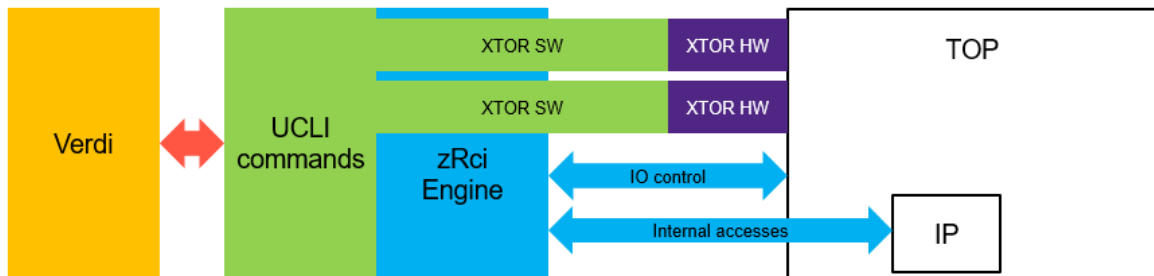 XTOR SW
XTOR HW
TOP
XTOR SW
XTOR HW
Verdi
UCLI
commands
zRci
Engine
IO control
Internal accesses
IP